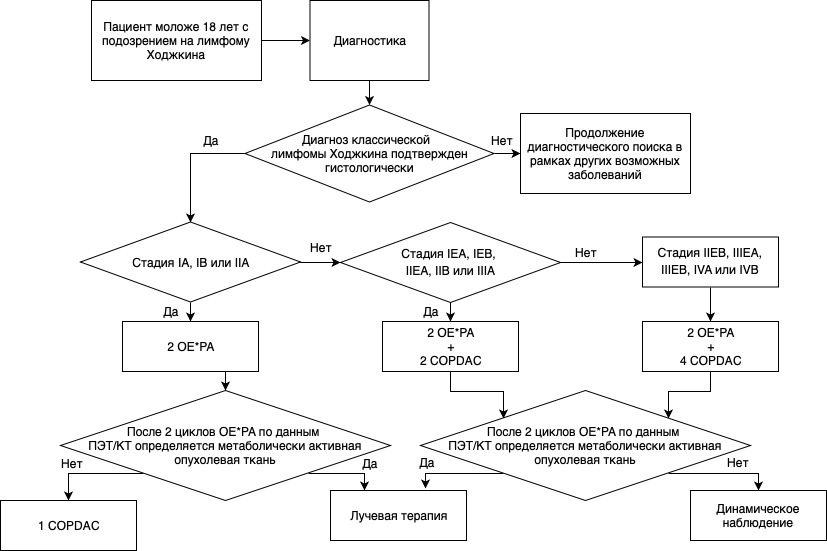 Пациент моложе 18 лет с
подозрением на лимфому
Ходжкина
Диагностика
Да
Диагноз классической
лимфомы Ходжкина подтвержден
гистологически
Нет
Продолжение
диагностического поиска в
рамках других возможных
заболеваний
Стадия IA, IB или IIA
Нет
Стадия IEA, IEB,
IIEA, IIB или IIIA
Нет
Стадия IIEB, IIIEA,
IIIEB, IVA или IVB
Да
Да
2 OE*PA
2 OE*PA
+
2 COPDAC
2 OE*PA
+
4 COPDAC
После 2 циклов OE*PA по данным
ПЭТ/КТ определяется метаболически активная
опухолевая ткань
После 2 циклов OE*PA по данным
ПЭТ/КТ определяется метаболически активная
опухолевая ткань
Нет
Да
Да
Нет
1 COPDAC
Лучевая терапия
Динамическое
наблюдение